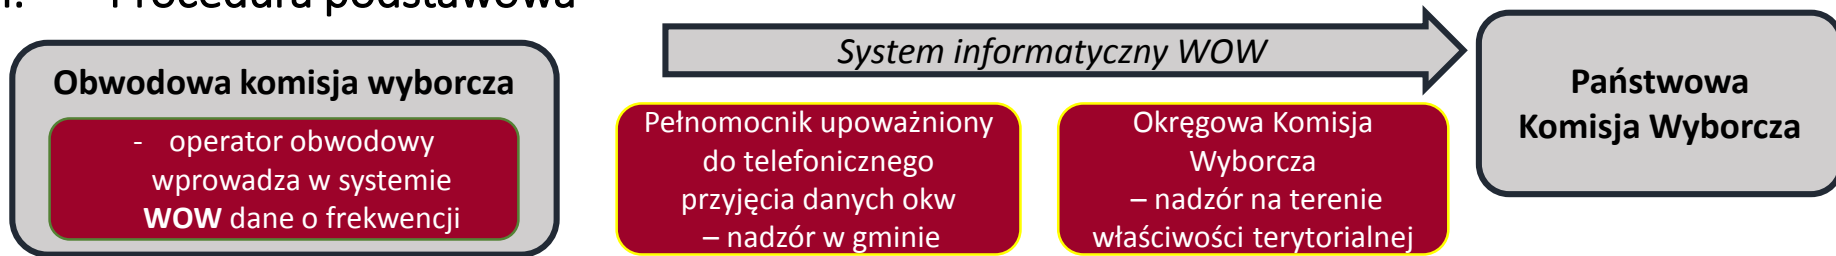 I. Procedura podstawowa
Obwodowa komisja wyborcza
- operator obwodowy
wprowadza w systemie
WOW dane o frekwencji
System informatyczny WOW
Pełnomocnik upoważniony
do telefonicznego
przyjęcia danych okw
– nadzór w gminie
Okręgowa Komisja
Wyborcza
– nadzór na terenie
właściwości terytorialnej
Państwowa
Komisja Wyborcza